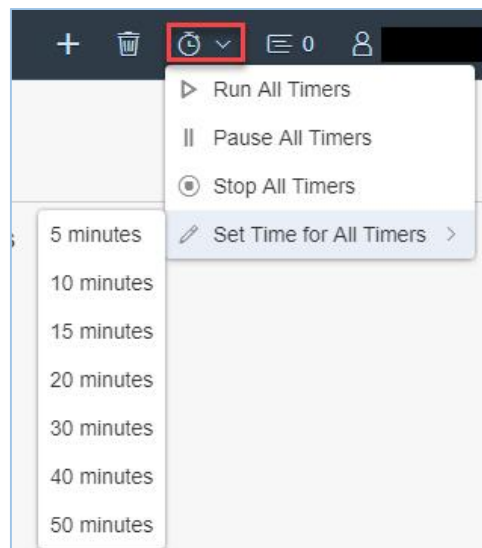 0
Run All Timers
Pause All Timers
Stop All Timers
Set Time for All Timers
5 minutes
10 minutes
15 minutes
20 minutes
30 minutes
40 minutes
50 minutes